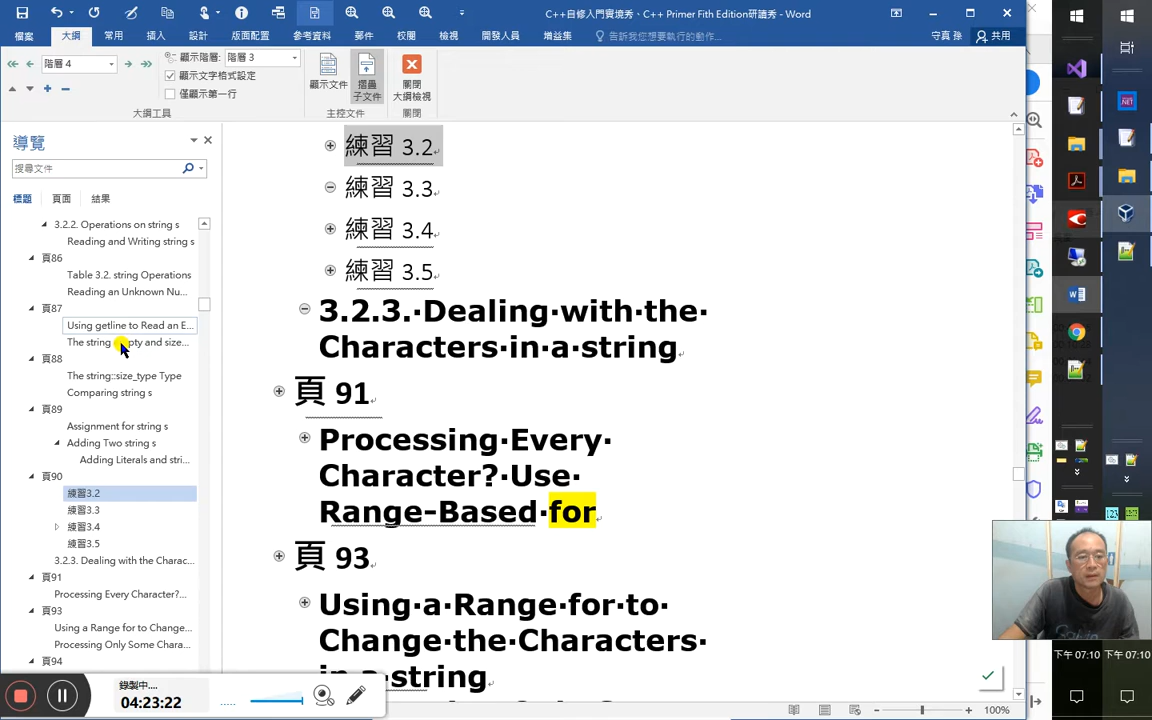 C++自修入門實境秀、C++ Primer Fith Edition研讀秀 - Word
檔案 大綱 常用 插入 設計 版面配置 參考資料 郵件 校閱 檢視 開發人員 增益集 告訴我您想要執行的動作... 守真 孫 共用
階層 4
顯示階層: 階層 3
顯示文字格式設定
僅顯示第一行
大綱工具
顯示文件
摺疊
子文件
主控文件
關閉
大綱檢視
關閉
導覽
搜尋文件
標題 頁面 結果
3.2.2. Operations on string s
Reading and Writing string s
頁86
Table 3.2. string Operations
Reading an Unknown Nu...
頁87
Using getline to Read an E...
The string pty and size...
頁88
The string::size_type Type
Comparing string s
頁89
Assignment for string s
Adding Two string s
Adding Literals and stri...
頁90
練習3.2
練習3.3
練習3.4
練習3.5
3.2.3. Dealing with the Charac...
頁91
Processing Every Character?...
頁93
Using a Range for to Change...
Processing Only Some Chara...
頁94
練習 3.2
練習 3.3
練習 3.4
練習 3.5
3.2.3.·Dealing·with·the·
Characters·in·a·string
頁 91
Processing·Every·
Character?·Use·
Range-Based·for
頁 93
Using·a·Range·for·to·
Change·the·Characters·
in·a·string
錄製中....
04:23:22
100%
下午 07:10
下午 07:10